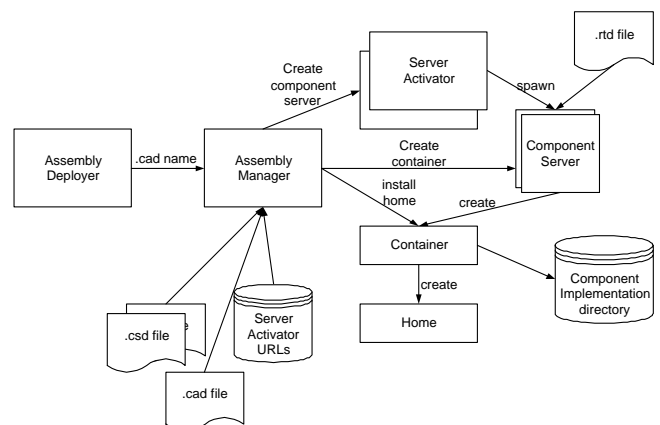 .rtd file
Server
Activator
Create
component
server
spawn
Assembly
Deployer
.cad name
Assembly
Manager
Create
container
Component
Server
install
home
create
Container
create
Home
Component
Implementation
directory
.csd file
e
Server
Activator
URLs
.cad file